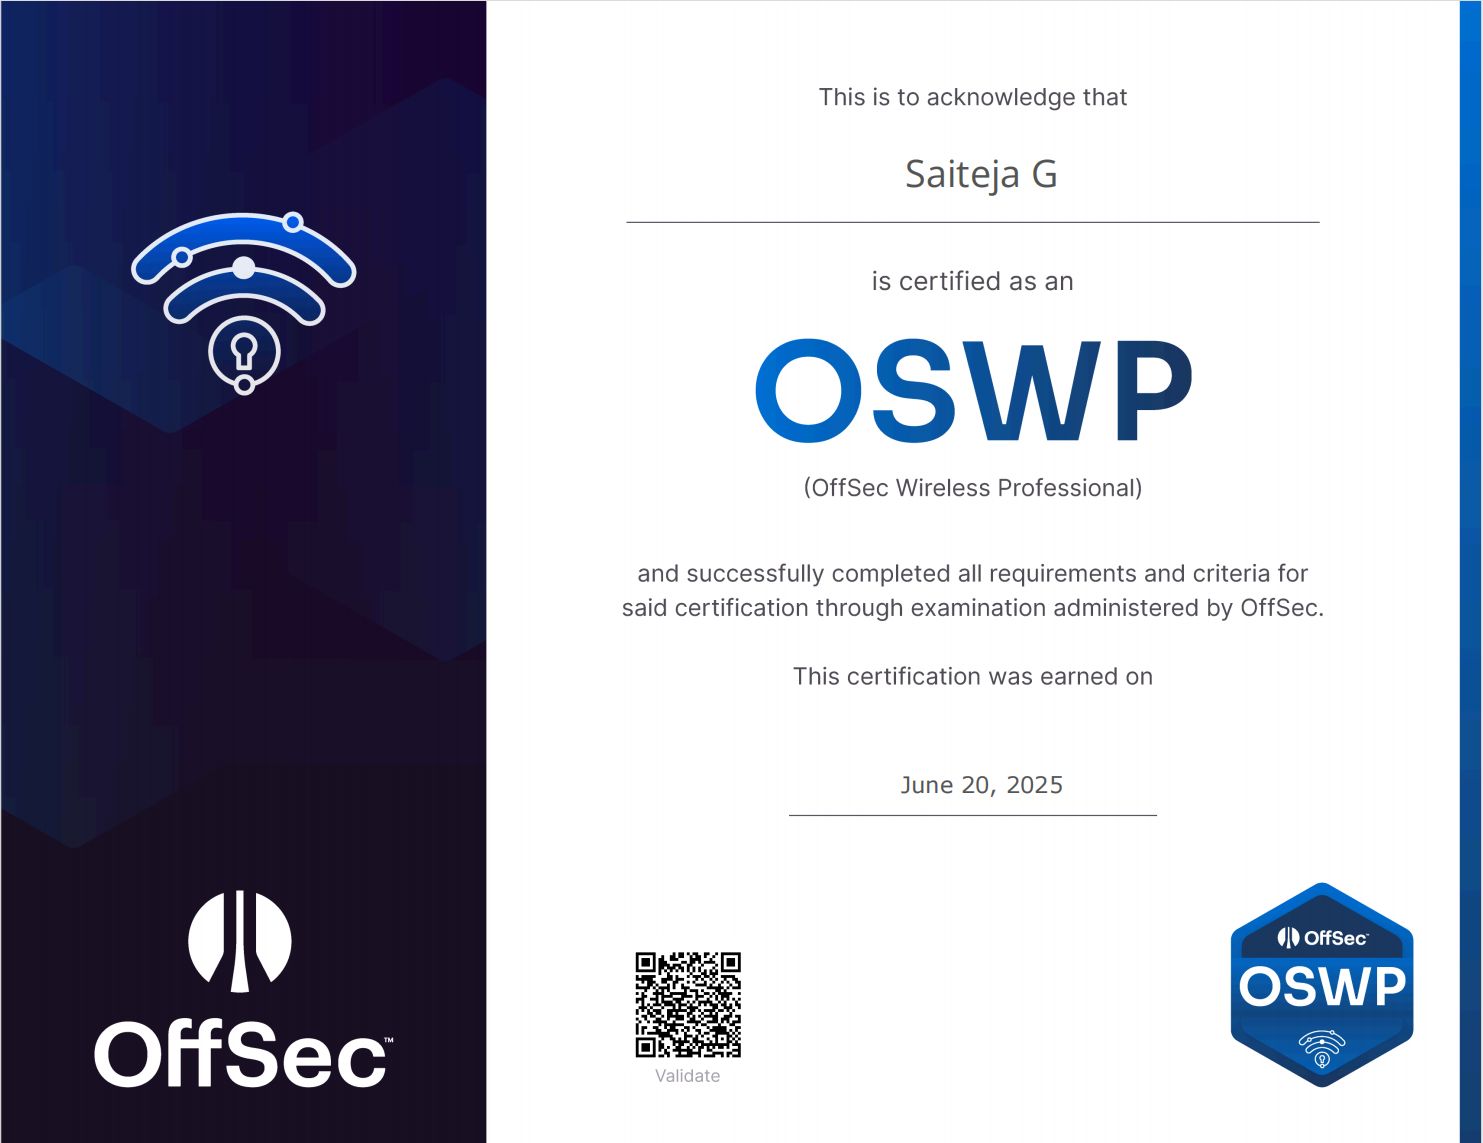 This is to acknowledge that
Saiteja G
is certified as an
OSWP
(OffSec Wireless Professional)
and successfully completed all requirements and criteria for
said certification through examination administered by OffSec.
This certification was earned on
June 20, 2025
OffSec™
Validate
OffSec™
OSWP